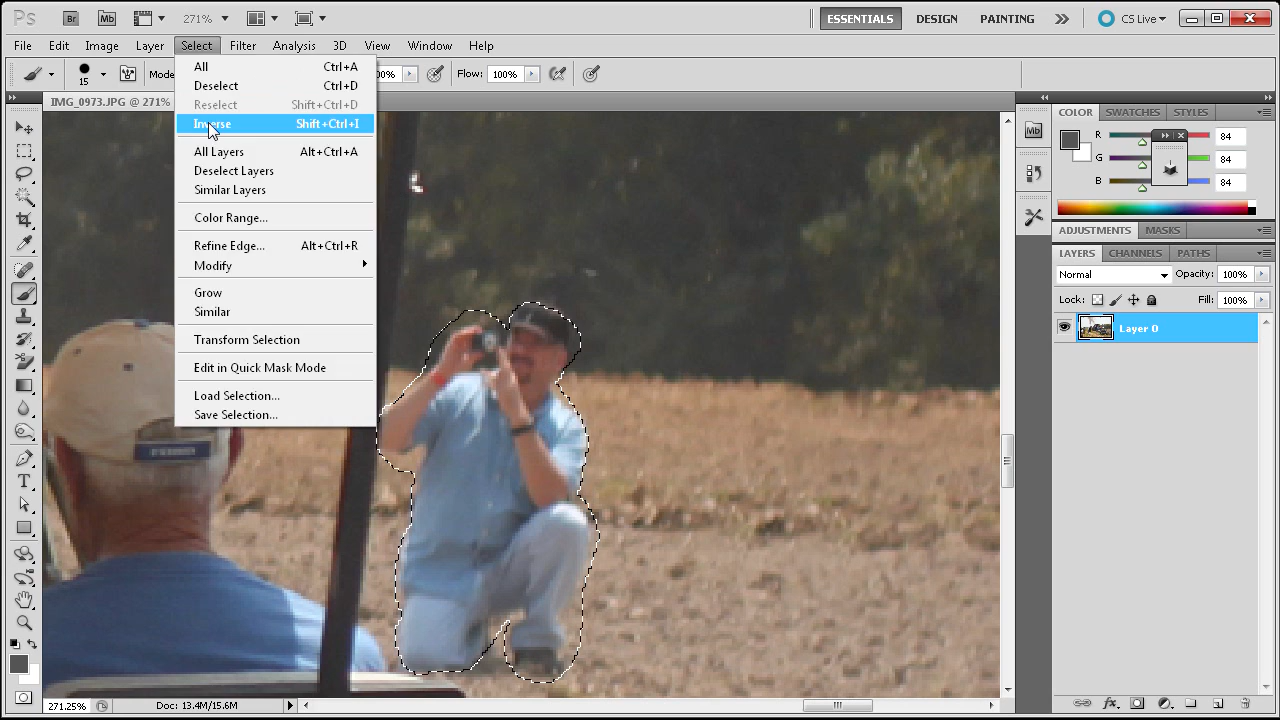 Ps Br Mb 271% ESSENTIALS DESIGN PAINTING CS Live
File Edit Image Layer Select Filter Analysis 3D View Window Help
15 Mode 00% Flow: 100%
IMG_0973.JPG @ 271%
All Ctrl+A
Deselect Ctrl+D
Reselect Shift+Ctrl+D
Inverse Shift+Ctrl+I
All Layers Alt+Ctrl+A
Deselect Layers
Similar Layers
Color Range...
Refine Edge... Alt+Ctrl+R
Modify
Grow
Similar
Transform Selection
Edit in Quick Mask Mode
Load Selection...
Save Selection...
Mb
COLOR SWATCHES STYLES
R 84
G 84
B 84
ADJUSTMENTS MASKS
LAYERS CHANNELS PATHS
Normal Opacity: 100%
Lock: Fill: 100%
Layer 0
271.25% Doc: 13.4M/15.6M